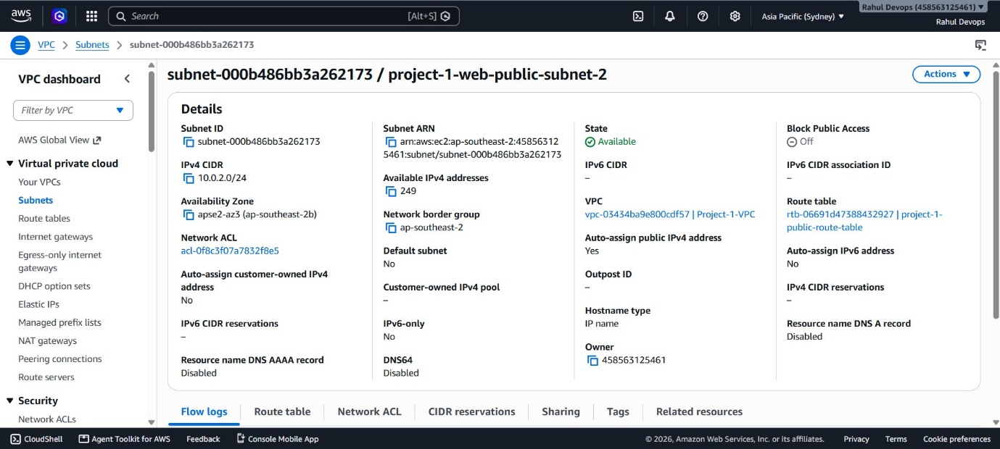 aws
Search
[Alt+S]
Asia Pacific (Sydney)
Rahul Devops (458563125461)
Rahul Devops
VPC
Subnets
subnet-000b486bb3a262173
VPC dashboard
Filter by VPC
AWS Global View
Virtual private cloud
Your VPCs
Subnets
Route tables
Internet gateways
Egress-only internet
gateways
DHCP option sets
Elastic IPs
Managed prefix lists
NAT gateways
Peering connections
Route servers
Security
Network ACLs
subnet-000b486bb3a262173 / project-1-web-public-subnet-2
Actions
Details
Subnet ID
subnet-000b486bb3a262173
IPv4 CIDR
10.0.2.0/24
Availability Zone
apse2-az3 (ap-southeast-2b)
Network ACL
acl-0f8c3f07a7832f8e5
Auto-assign customer-owned IPv4
address
No
IPv6 CIDR reservations
–
Resource name DNS AAAA record
Disabled
Subnet ARN
arn:aws:ec2:ap-southeast-2:45856312
5461:subnet/subnet-000b486bb3a262173
Available IPv4 addresses
249
Network border group
ap-southeast-2
Default subnet
No
Customer-owned IPv4 pool
–
IPv6-only
No
DNS64
Disabled
State
Available
IPv6 CIDR
–
VPC
vpc-03434ba9e800cdf57 | Project-1-VPC
Auto-assign public IPv4 address
Yes
Outpost ID
–
Hostname type
IP name
Owner
458563125461
Block Public Access
Off
IPv6 CIDR association ID
–
Route table
rtb-06691d47388432927 | project-1-
public-route-table
Auto-assign IPv6 address
No
IPv4 CIDR reservations
–
Resource name DNS A record
Disabled
Flow logs
Route table
Network ACL
CIDR reservations
Sharing
Tags
Related resources
CloudShell
Agent Toolkit for AWS
Feedback
Console Mobile App
© 2026, Amazon Web Services, Inc. or its affiliates.
Privacy
Terms
Cookie preferences